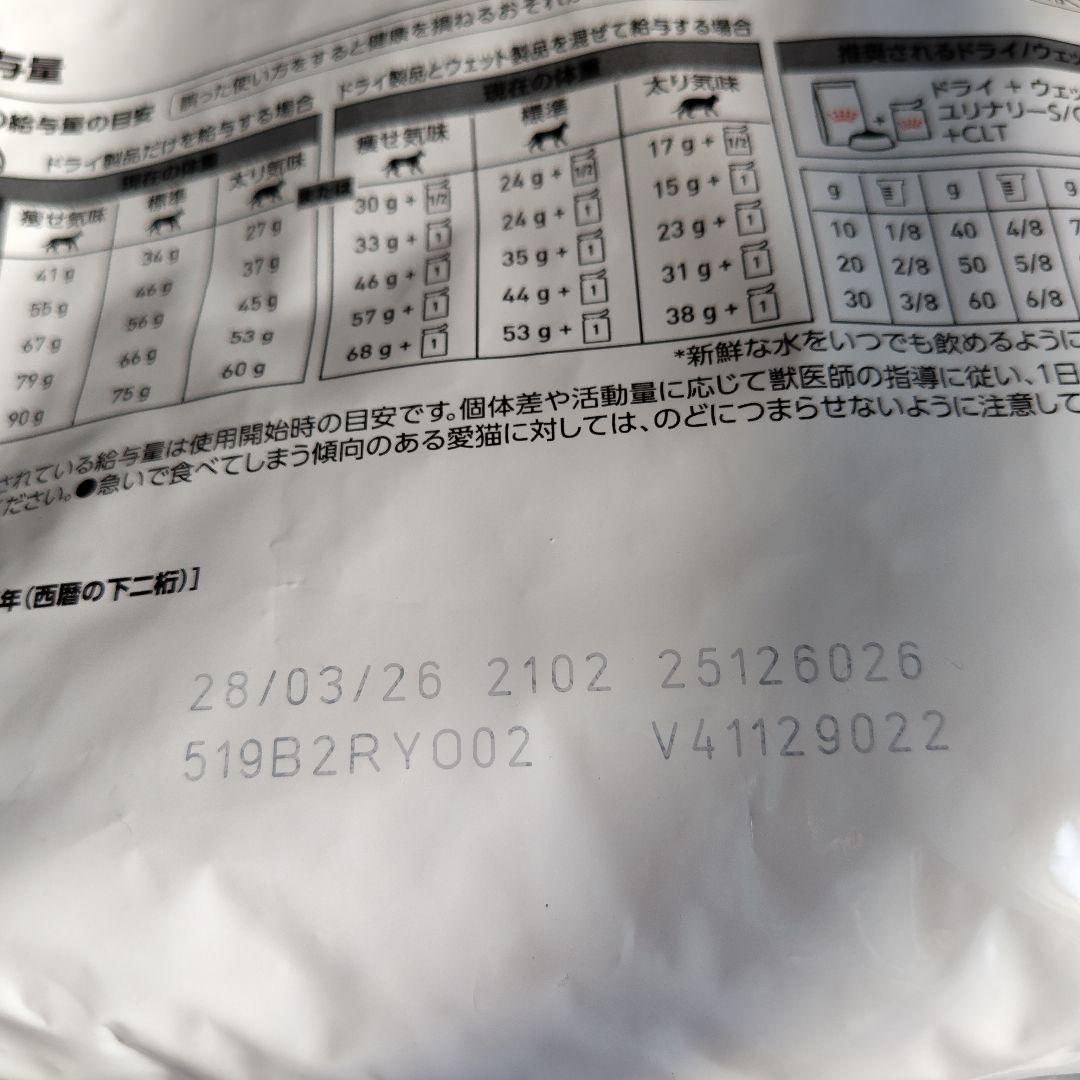 与量
の給与量の目安
誤った使い方をすると健康を損ねるおそれが
ドライ製品だけを給与する場合
現在の体重
痩せ気味 標準 太り気味
41 g 34 g 27 g
55 g 46 g 37 g
67 g 56 g 45 g
79 g 66 g 53 g
90 g 75 g 60 g
または
ドライ製品とウェット製品を混ぜて給与する場合
現在の体重
痩せ気味 標準 太り気味
30 g + 1/2 24 g + 1/2 17 g + 1/2
33 g + 1 24 g + 1 15 g + 1
46 g + 1 35 g + 1 23 g + 1
57 g + 1 44 g + 1 31 g + 1
68 g + 1 53 g + 1 38 g + 1
推奨されるドライ/ウェッ
ドライ + ウェッ
ユリナリーS/O
+CLT
g g g
10 1/8 40 4/8 7
20 2/8 50 5/8
30 3/8 60 6/8
*新鮮な水をいつでも飲めるように
されている給与量は使用開始時の目安です。個体差や活動量に応じて獣医師の指導に従い、1日
ださい。●急いで食べてしまう傾向のある愛猫に対しては、のどにつまらせないように注意して
年(西暦の下二桁)]
28/03/26 2102 25126026
519B2RY002 V41129022